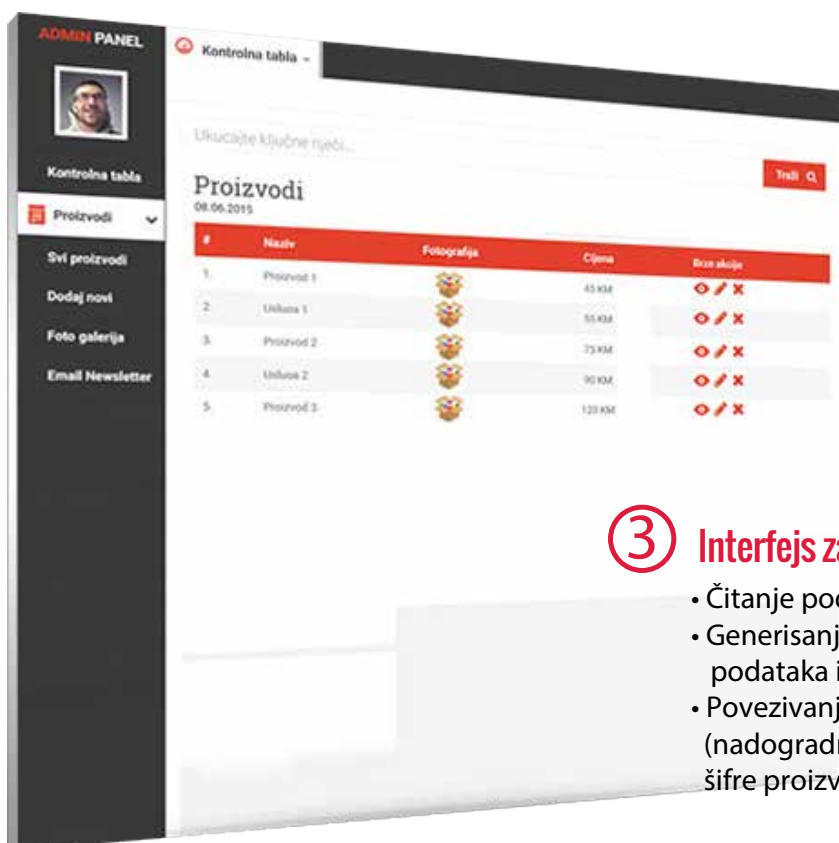 ADMIN PANEL
Kontrolna tabla
Ukucajte ključne riječi...
Traži
Kontrolna tabla
Proizvodi
Proizvodi
08.06.2015
# Naziv Fotografija Cijena Brze akcije
Svi proizvodi
Dodaj novi
Foto galerija
Email Newsletter
1. Proizvod 1 45 KM
2. Usluga 1 55 KM
3. Proizvod 2 75 KM
4. Usluga 2 90 KM
5. Proizvod 3 120 KM
3 Interfejs za
• Čitanje pod
• Generisanj
podataka i
• Povezivanj
(nadogradn
šifre proizv